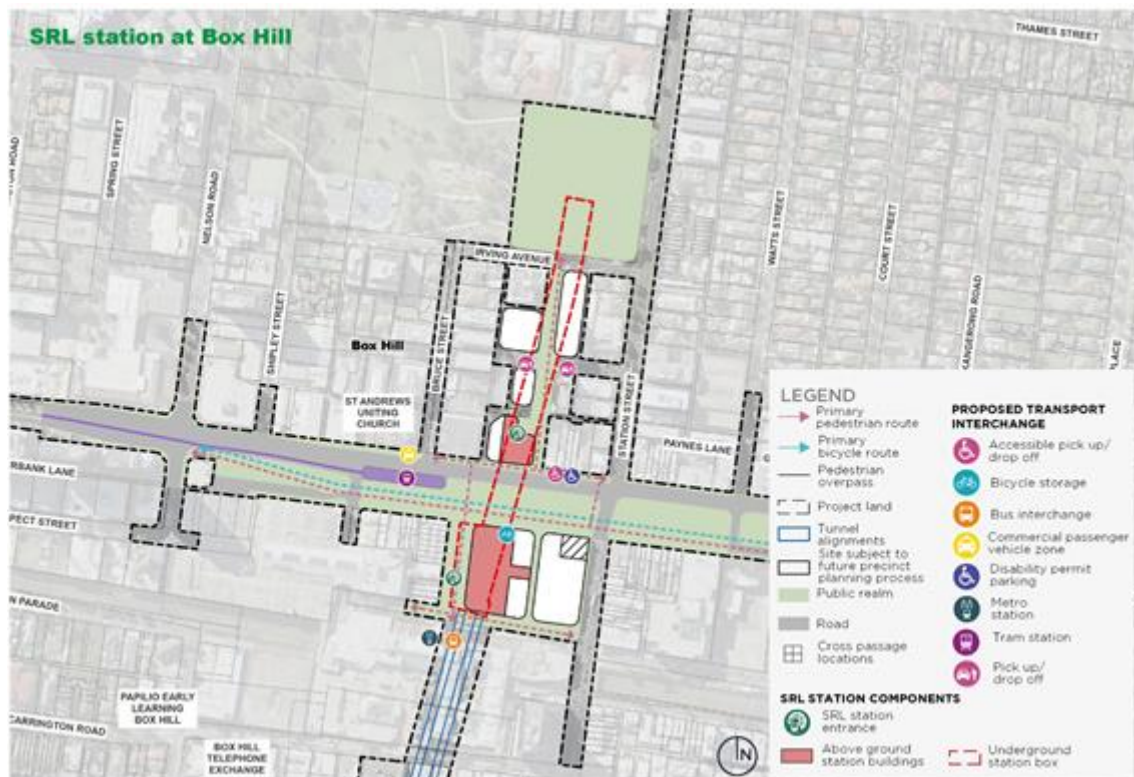 SRL station at Box Hill
THAMES STREET
SPRING STREET
NELSON ROAD
SHIPLEY STREET
BRUCE STREET
IRVING AVENUE
WATTS STREET
COURT STREET
STATION STREET
PAYNES LANE
Box Hill
ST ANDREWS
UNITING
CHURCH
RBANK LANE
PECT STREET
N PARADE
CARRINGTON ROAD
PAPILIO EARLY
LEARNING
BOX HILL
BOX HILL
TELEPHONE
EXCHANGE
N
LEGEND
Primary
pedestrian route
Primary
bicycle route
Pedestrian
overpass
Project land
Tunnel
alignments
Site subject to
future precinct
planning process
Public realm
Road
Cross passage
locations
PROPOSED TRANSPORT
INTERCHANGE
Accessible pick up/
drop off
Bicycle storage
Bus interchange
Commercial passenger
vehicle zone
Disability permit
parking
Metro
station
Tram station
Pick up/
drop off
SRL STATION COMPONENTS
SRL station
entrance
Above ground
station buildings
Underground
station box